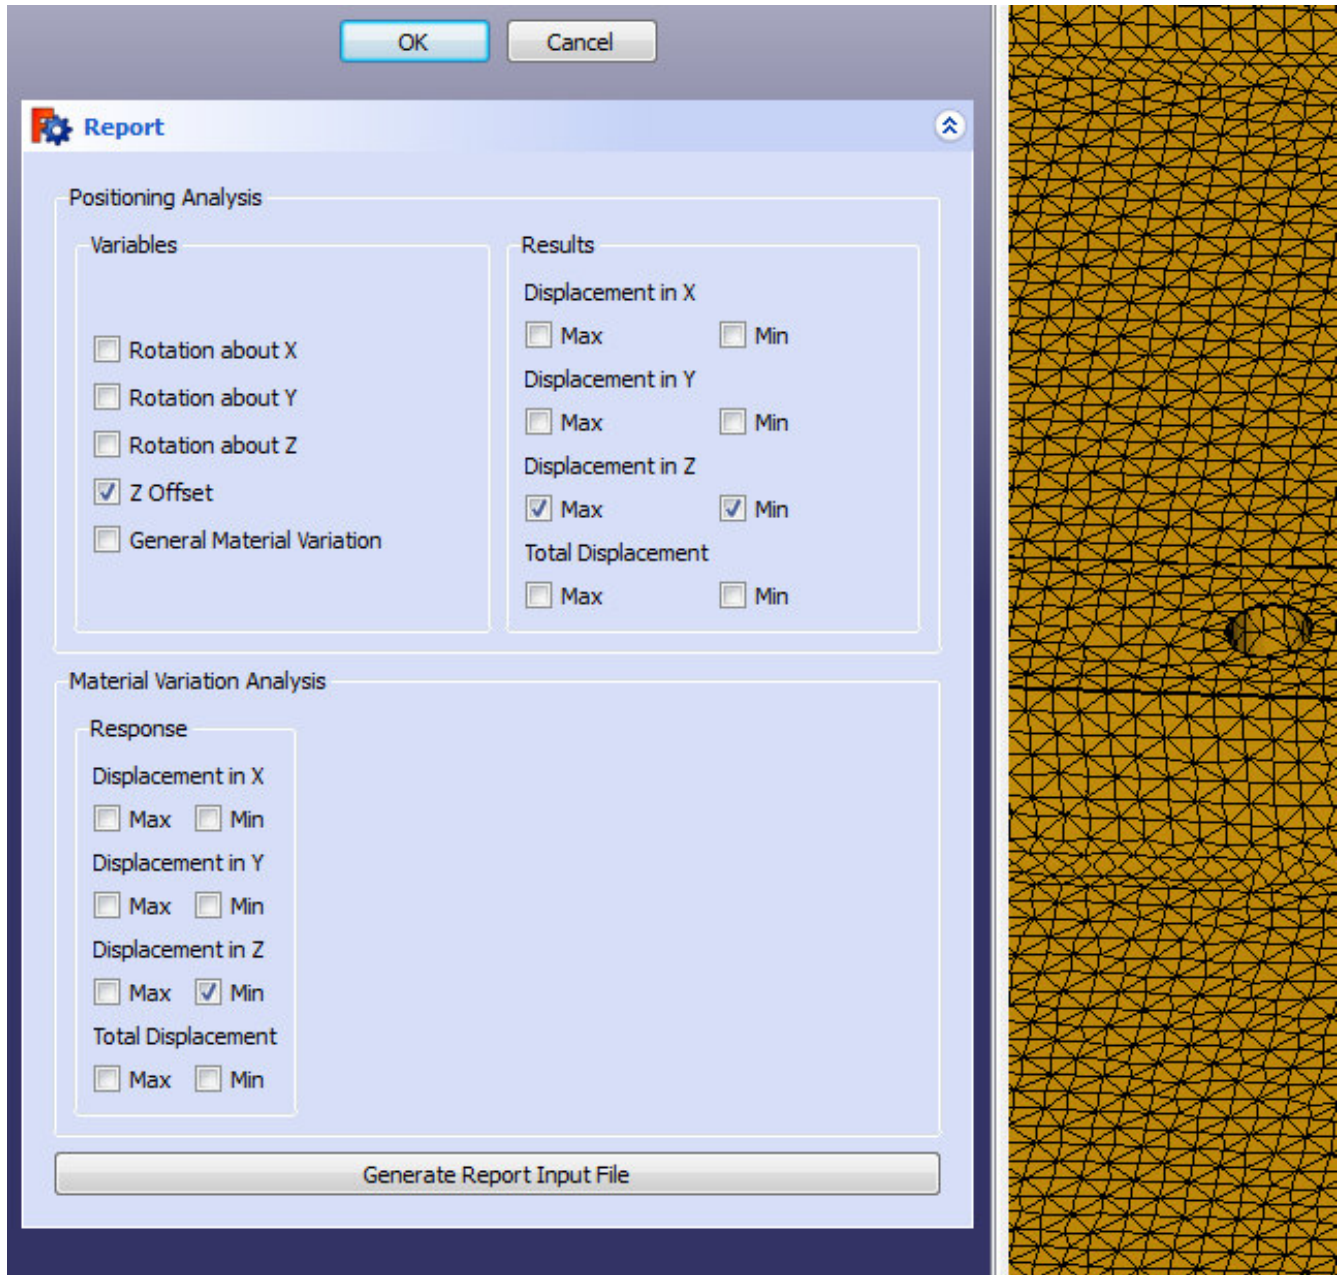 OK Cancel
Report
Positioning Analysis
Variables
Rotation about X
Rotation about Y
Rotation about Z
Z Offset
General Material Variation
Results
Displacement in X
Max Min
Displacement in Y
Max Min
Displacement in Z
Max Min
Total Displacement
Max Min
Material Variation Analysis
Response
Displacement in X
Max Min
Displacement in Y
Max Min
Displacement in Z
Max Min
Total Displacement
Max Min
Generate Report Input File